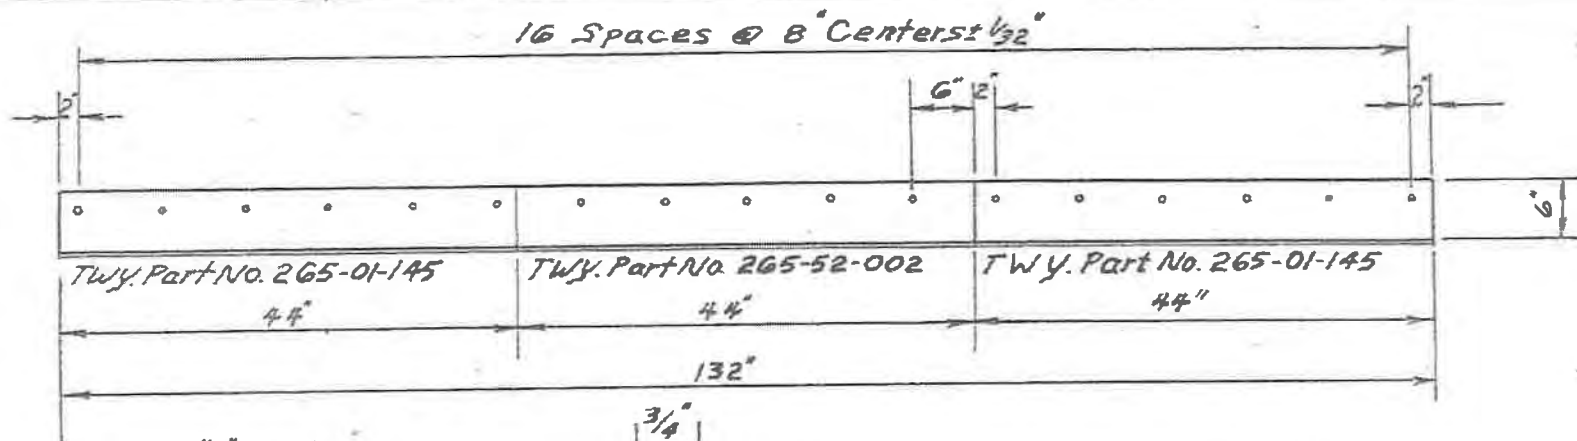 16 Spaces @ 8" Centers ± 1/32"
2" 6" 2" 2"
6"
TWY. Part No. 265-01-145 TWY. Part No. 265-52-002 TWY. Part No. 265-01-145
44" 44" 44"
132"
3/4"